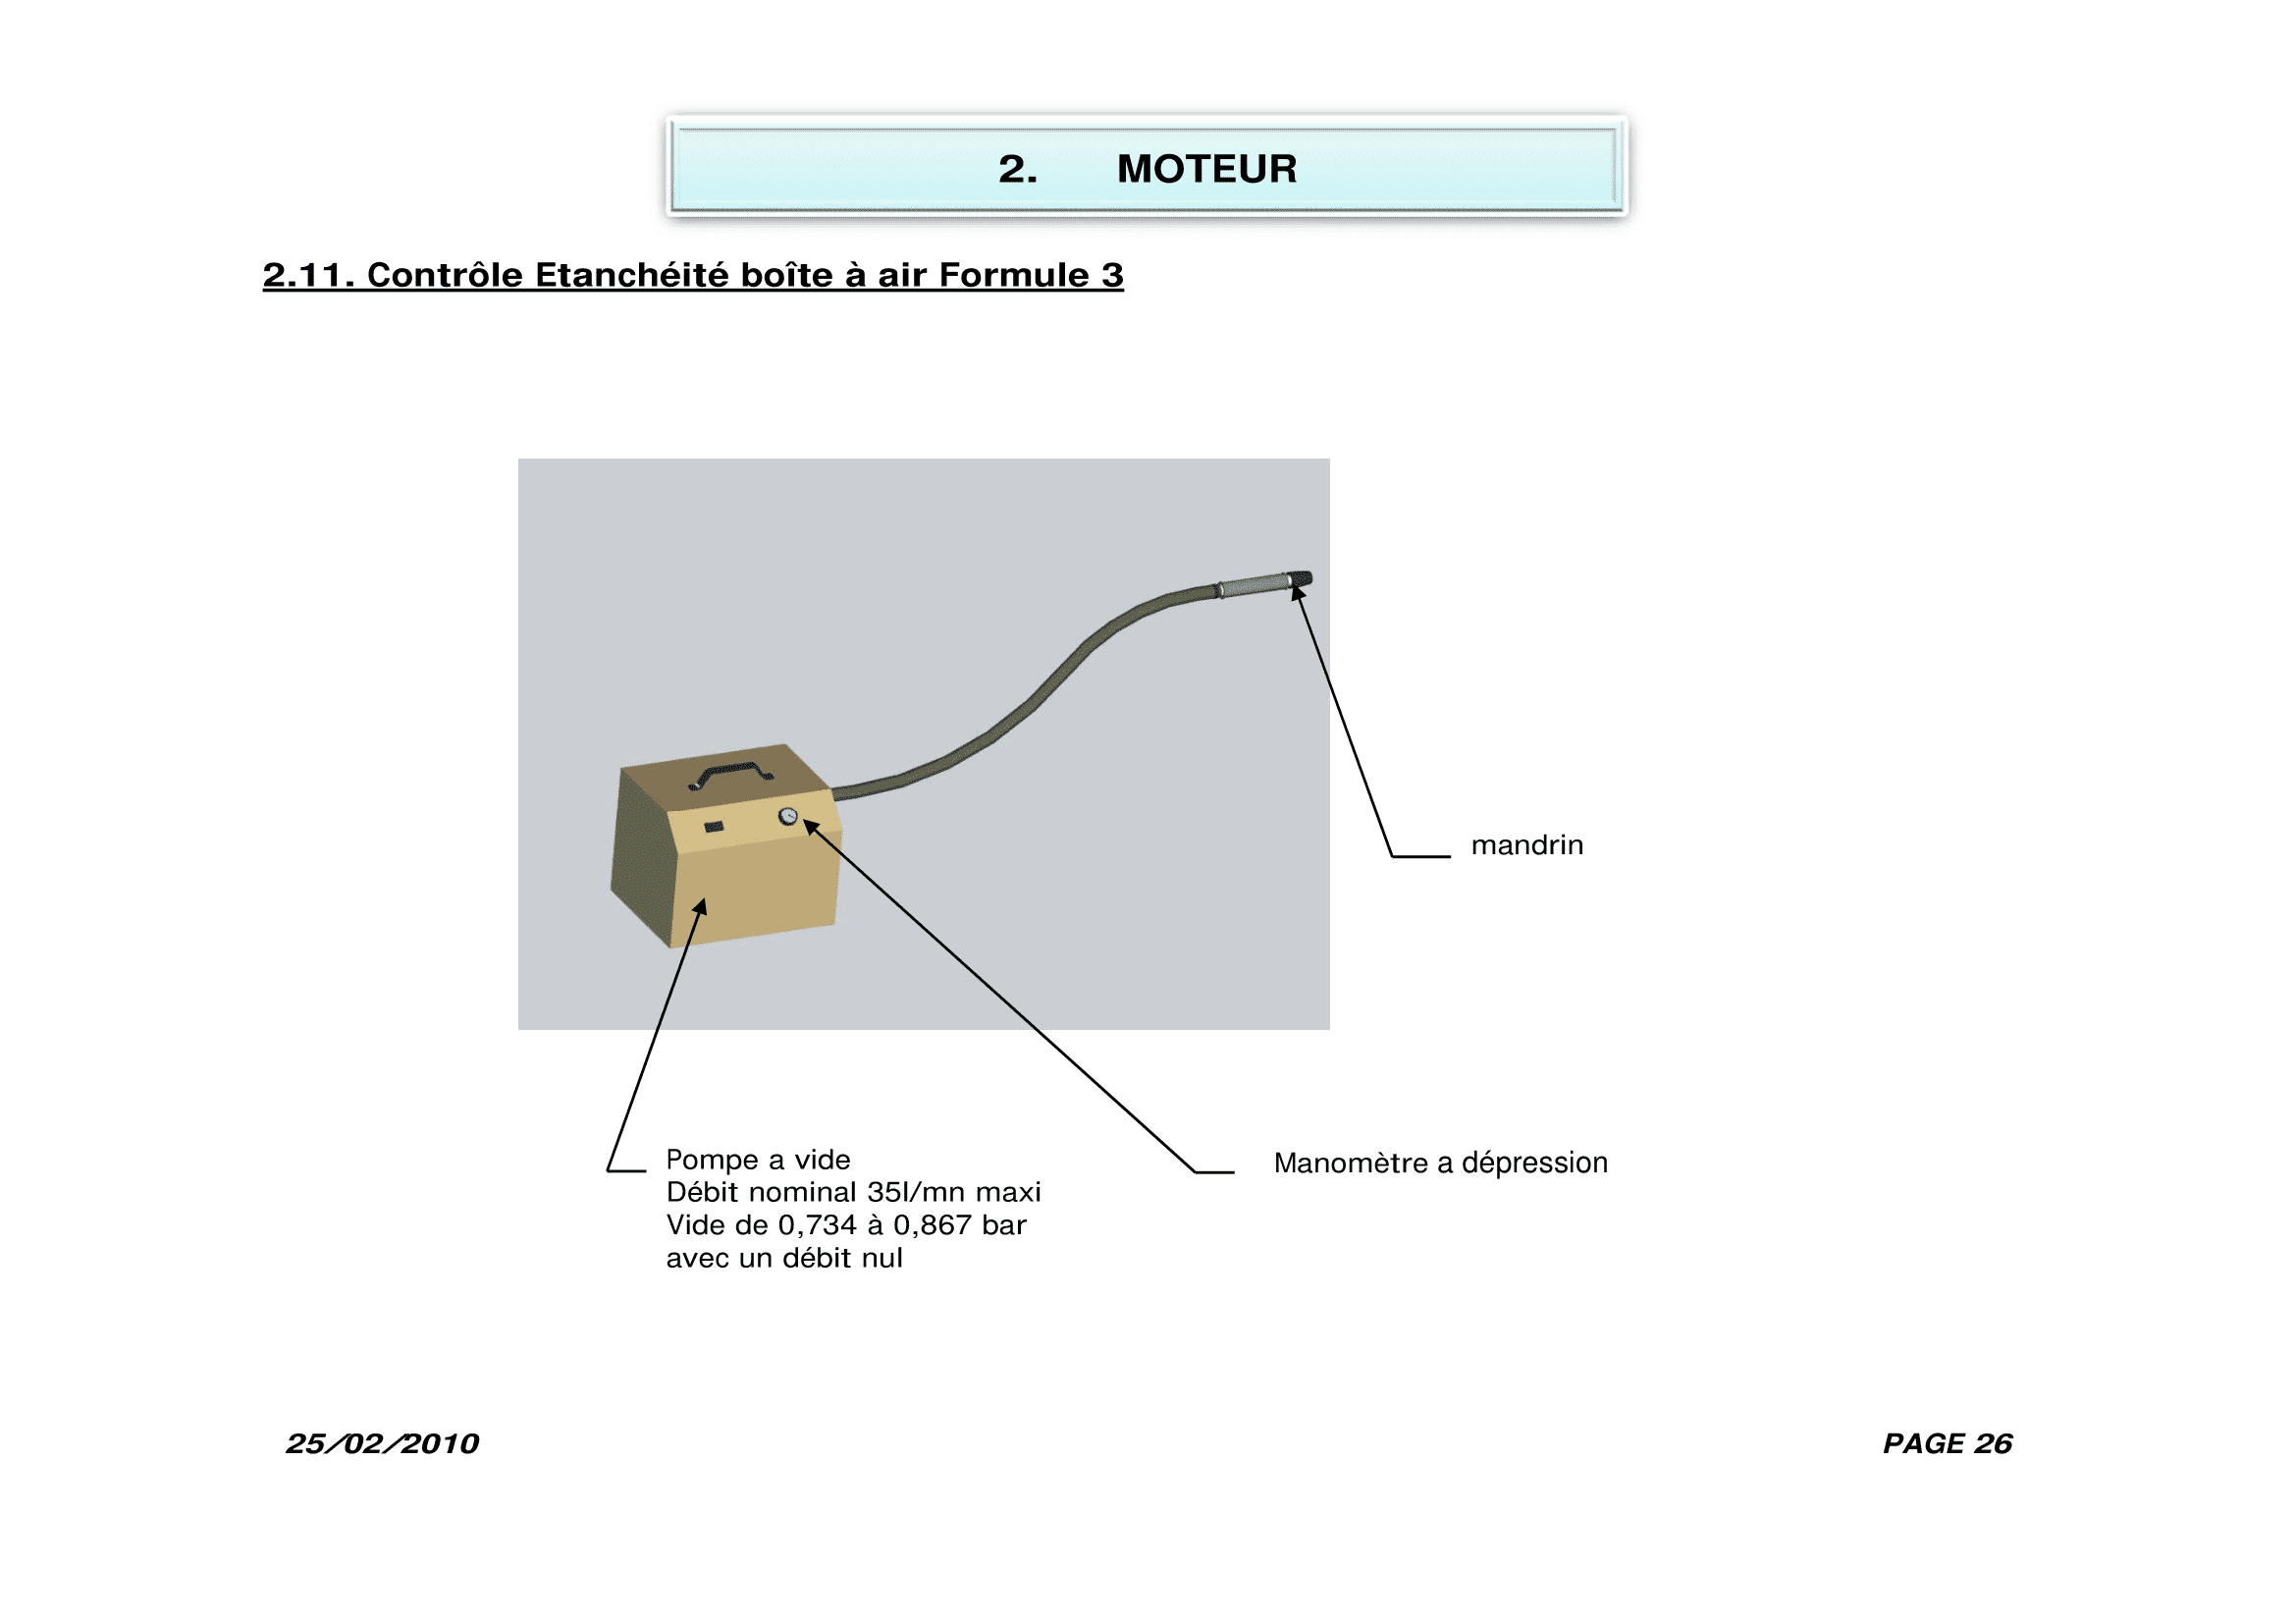 2. MOTEUR
2.11. Contrôle Etanchéité boîte à air Formule 3
mandrin
Pompe a vide
Débit nominal 35l/mn maxi
Vide de 0,734 à 0,867 bar
avec un débit nul
Manomètre a dépression
25/02/2010
PAGE 26